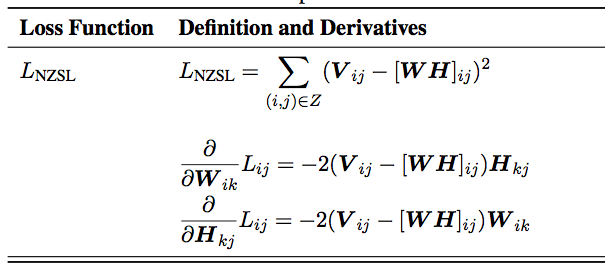 Loss Function Definition and Derivatives
L_NZSL L_NZSL = ∑_{(i,j)∈Z} (V_ij − [WH]_ij)^2
∂/∂W_ik L_ij = −2(V_ij − [WH]_ij)H_kj
∂/∂H_kj L_ij = −2(V_ij − [WH]_ij)W_ik